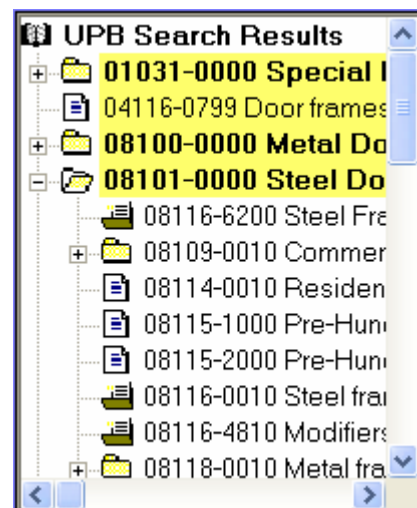 UPB Search Results
01031-0000 Special
04116-0799 Door frames
08100-0000 Metal Do
08101-0000 Steel Do
08116-6200 Steel Fra
08109-0010 Commer
08114-0010 Residen
08115-1000 Pre-Hun
08115-2000 Pre-Hun
08116-0010 Steel fra
08116-4810 Modifiers
08118-0010 Metal fra